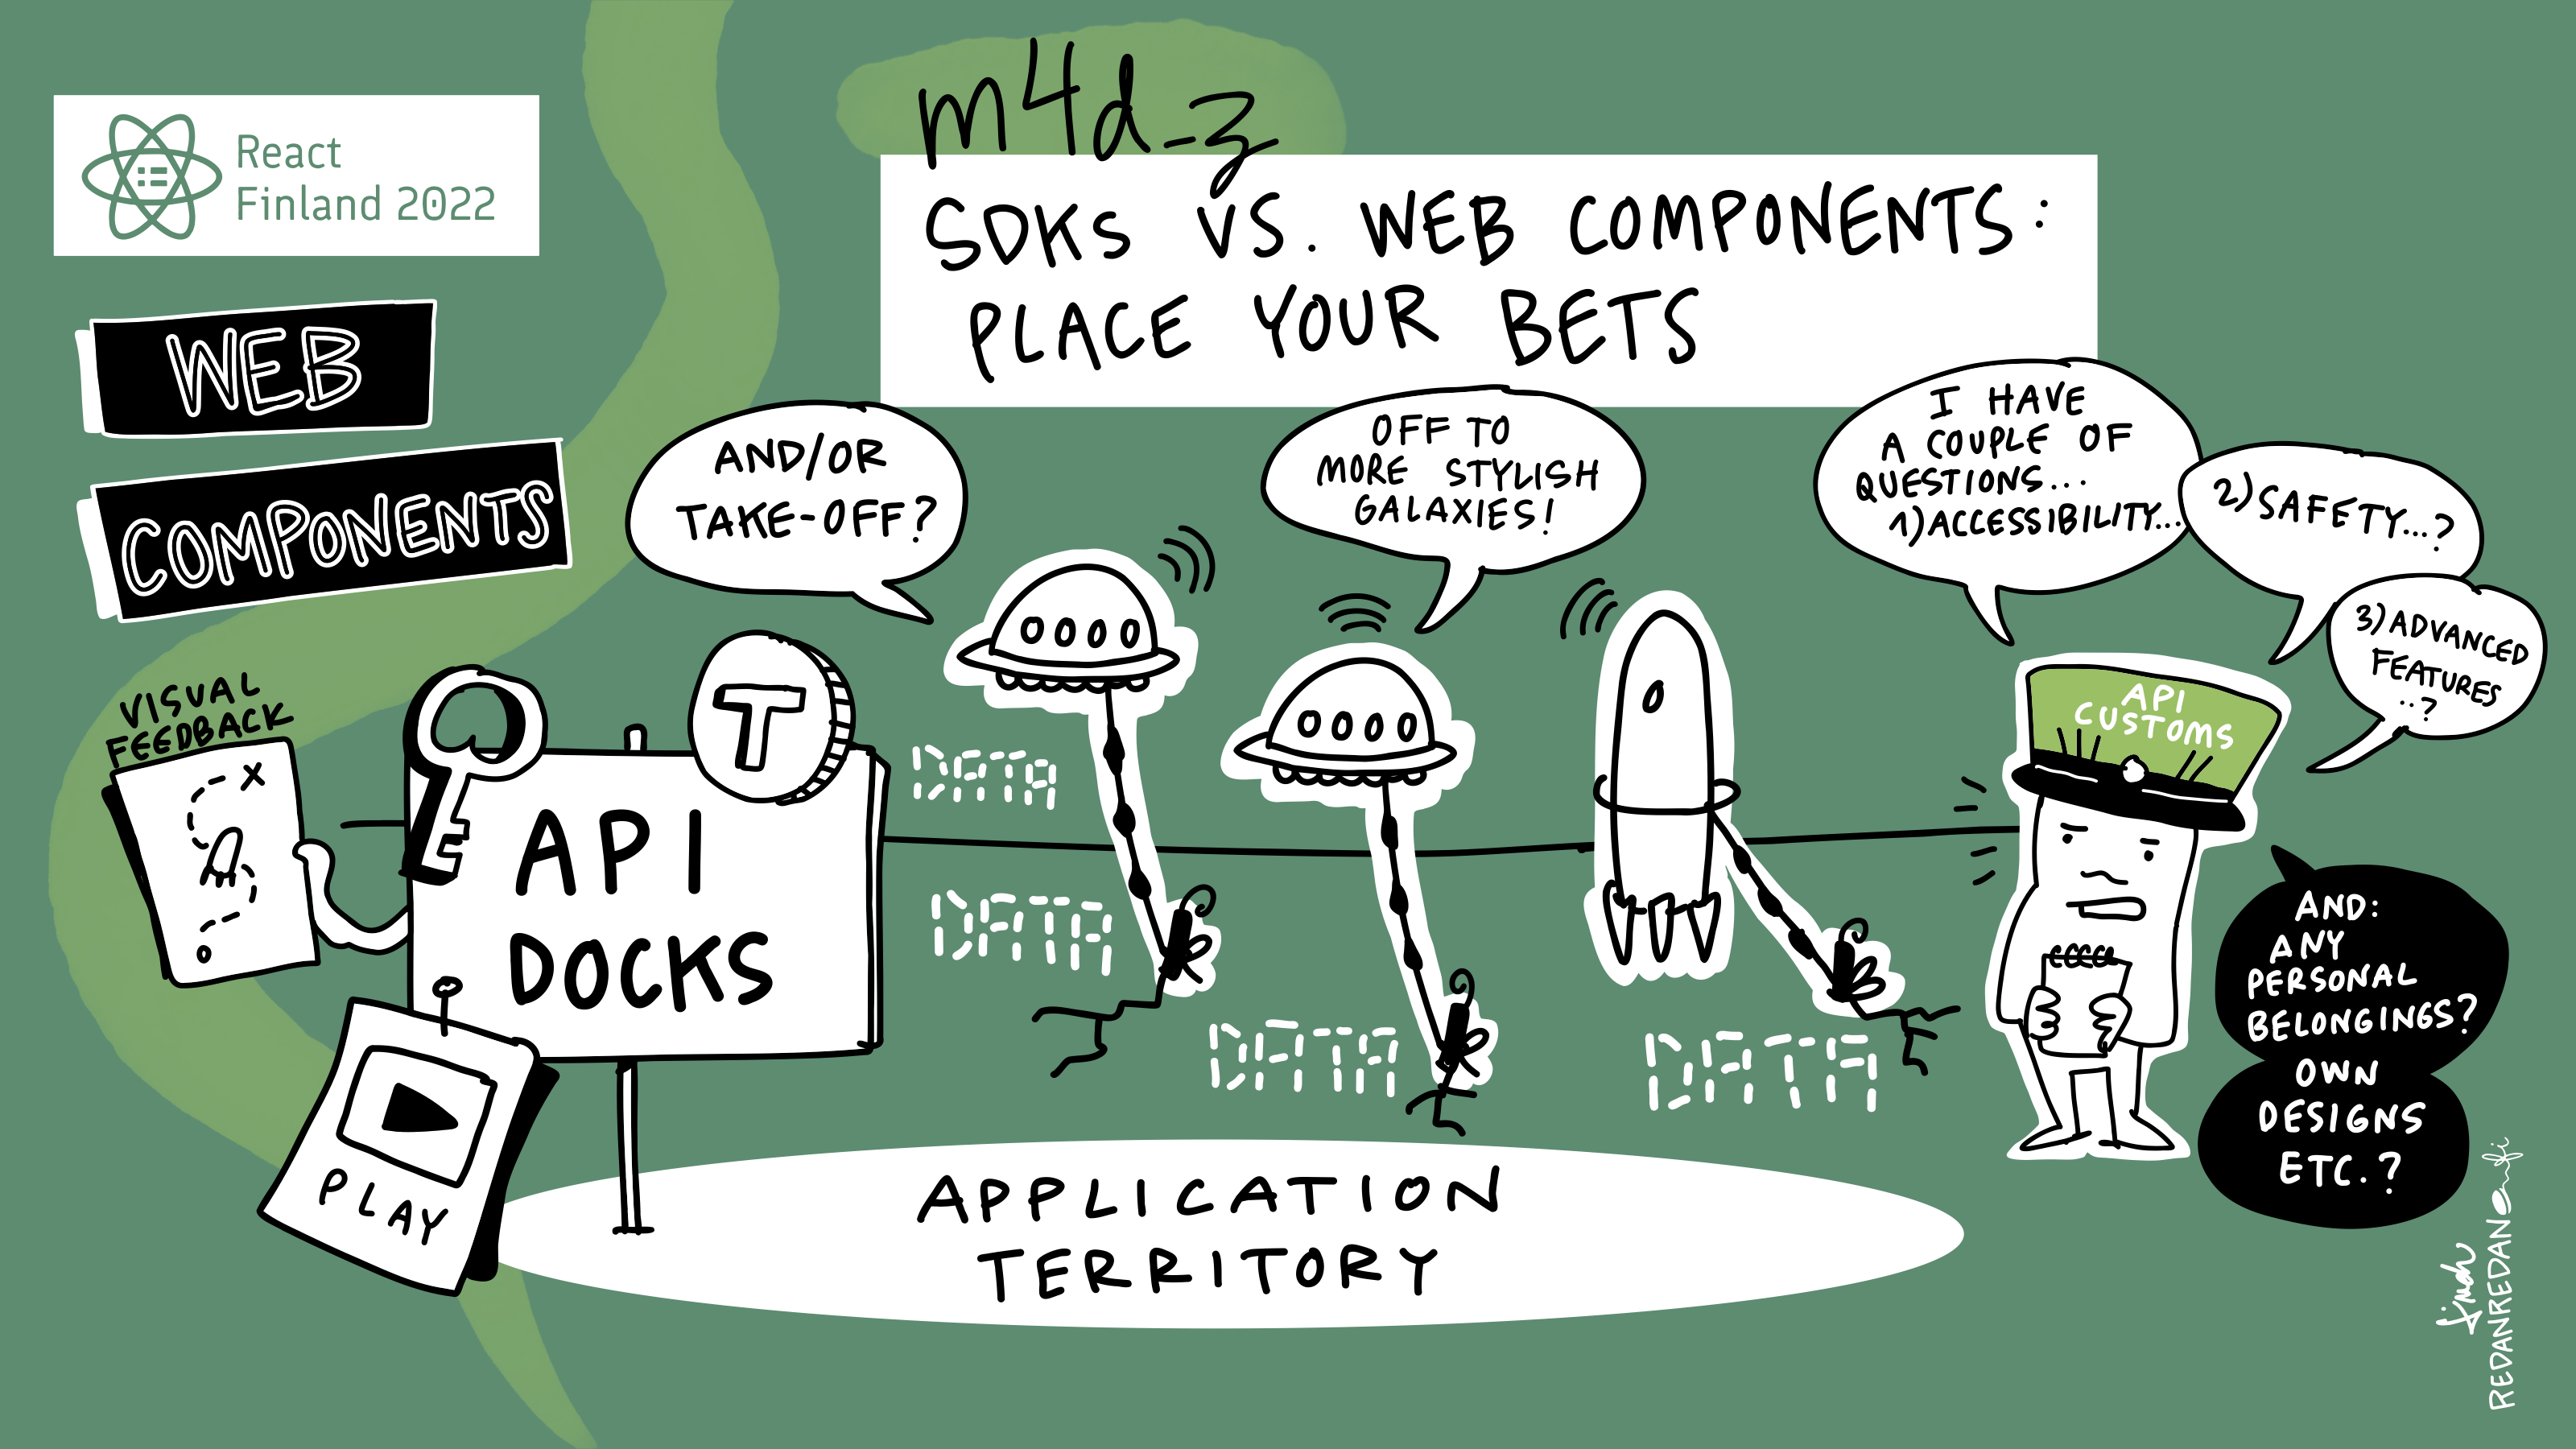 React
Finland 2022
m4d_z
SDKs VS. WEB COMPONENTS:
PLACE YOUR BETS
WEB
COMPONENTS
AND/OR
TAKE-OFF?
OFF TO
MORE STYLISH
GALAXIES!
I HAVE
A COUPLE OF
QUESTIONS...
1) ACCESSIBILITY...
2) SAFETY...?
3) ADVANCED
FEATURES
..?
VISUAL
FEEDBACK
X
T
API
DOCKS
PLAY
DATA
DATA
DATA
DATA
API
CUSTOMS
AND:
ANY
PERSONAL
BELONGINGS?
OWN
DESIGNS
ETC.?
APPLICATION
TERRITORY
REDANREDAN